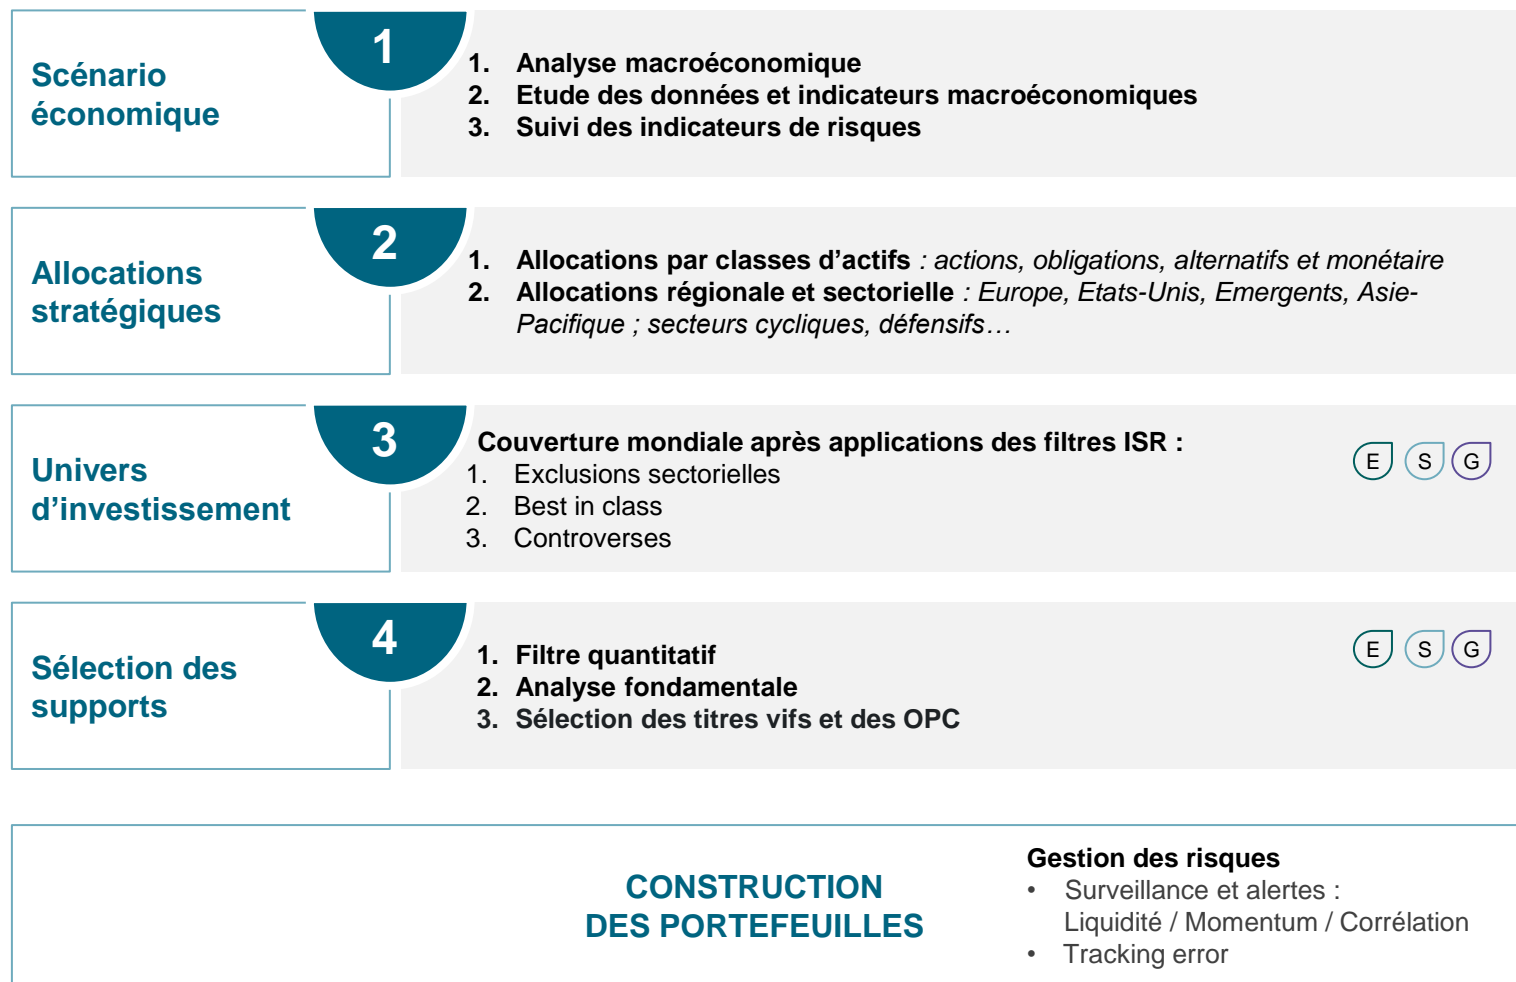 Scénario
économique
1
1. Analyse macroéconomique
2. Etude des données et indicateurs macroéconomiques
3. Suivi des indicateurs de risques
Allocations
stratégiques
2
1. Allocations par classes d’actifs : actions, obligations, alternatifs et monétaire
2. Allocations régionale et sectorielle : Europe, Etats-Unis, Emergents, Asie-
Pacifique ; secteurs cycliques, défensifs…
Univers
d’investissement
3
Couverture mondiale après applications des filtres ISR :
1. Exclusions sectorielles
2. Best in class
3. Controverses
E S G
Sélection des
supports
4
1. Filtre quantitatif
2. Analyse fondamentale
3. Sélection des titres vifs et des OPC
E S G
CONSTRUCTION
DES PORTEFEUILLES
Gestion des risques
• Surveillance et alertes :
Liquidité / Momentum / Corrélation
• Tracking error